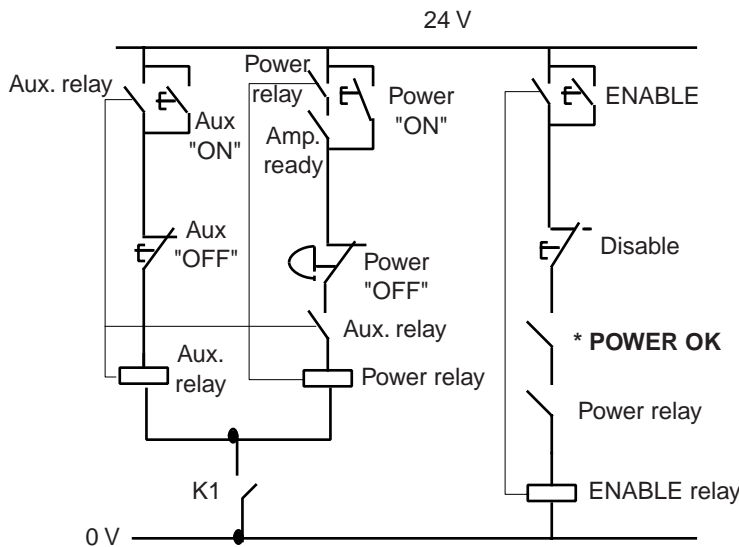 24 V
Aux. relay
Aux
"ON"
Power
relay
Amp.
ready
Power
"ON"
ENABLE
Aux
"OFF"
Power
"OFF"
Disable
Aux. relay
* POWER OK
Aux.
relay
Power relay
Power relay
K1
ENABLE relay
0 V